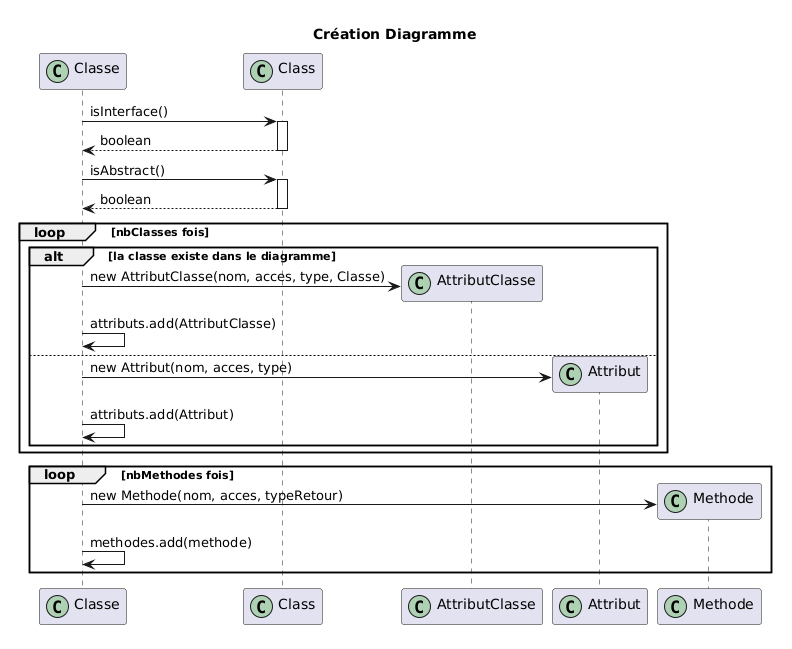 Création Diagramme
C Classe
C Class
isInterface()
boolean
isAbstract()
boolean
loop [nbClasses fois]
alt [la classe existe dans le diagramme]
new AttributClasse(nom, acces, type, Classe)
C AttributClasse
attributs.add(AttributClasse)
new Attribut(nom, acces, type)
C Attribut
attributs.add(Attribut)
loop [nbMethodes fois]
new Methode(nom, acces, typeRetour)
C Methode
methodes.add(methode)
C Classe
C Class
C AttributClasse
C Attribut
C Methode